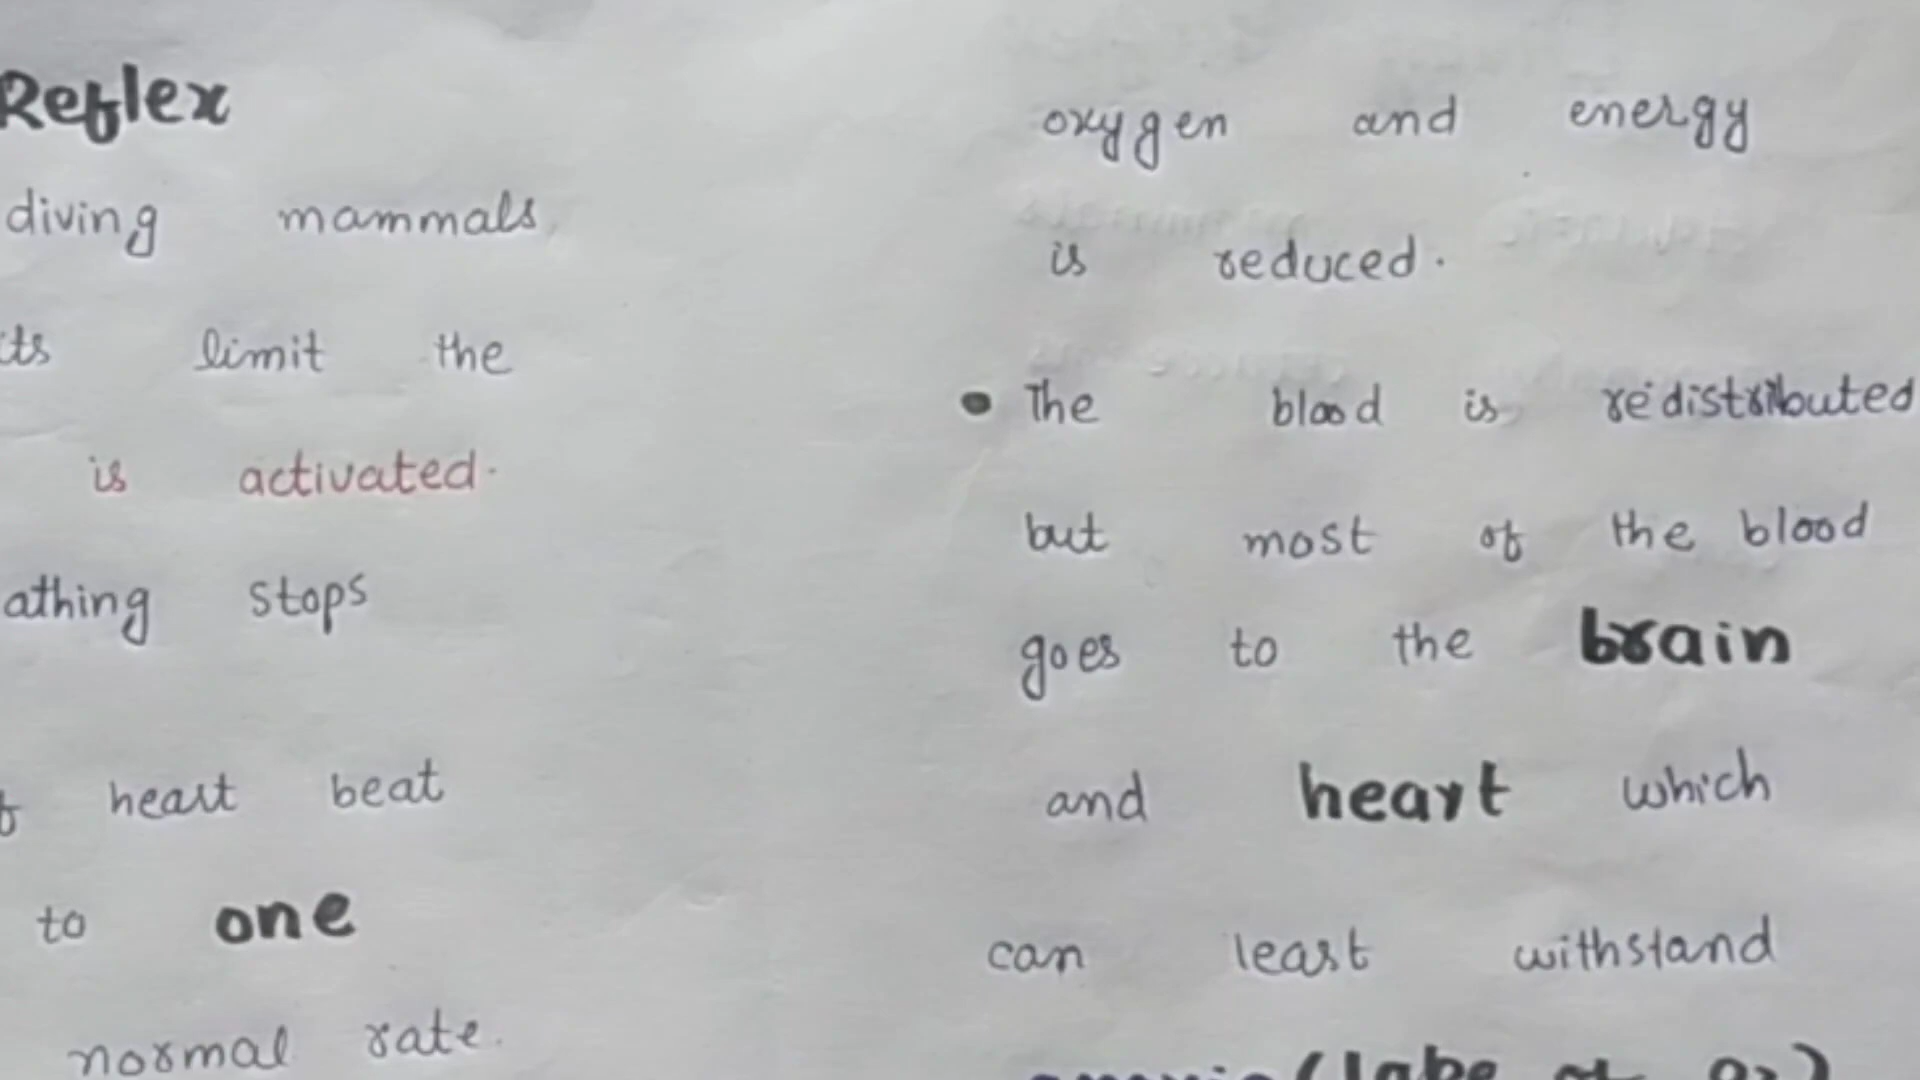 Reflex
diving mammals,
its limit the
is activated.
athing stops
heart beat
to one
normal rate.
oxygen and energy
is reduced.
• The blood is redistributed
but most of the blood
goes to the brain
and heart which
can least withstand